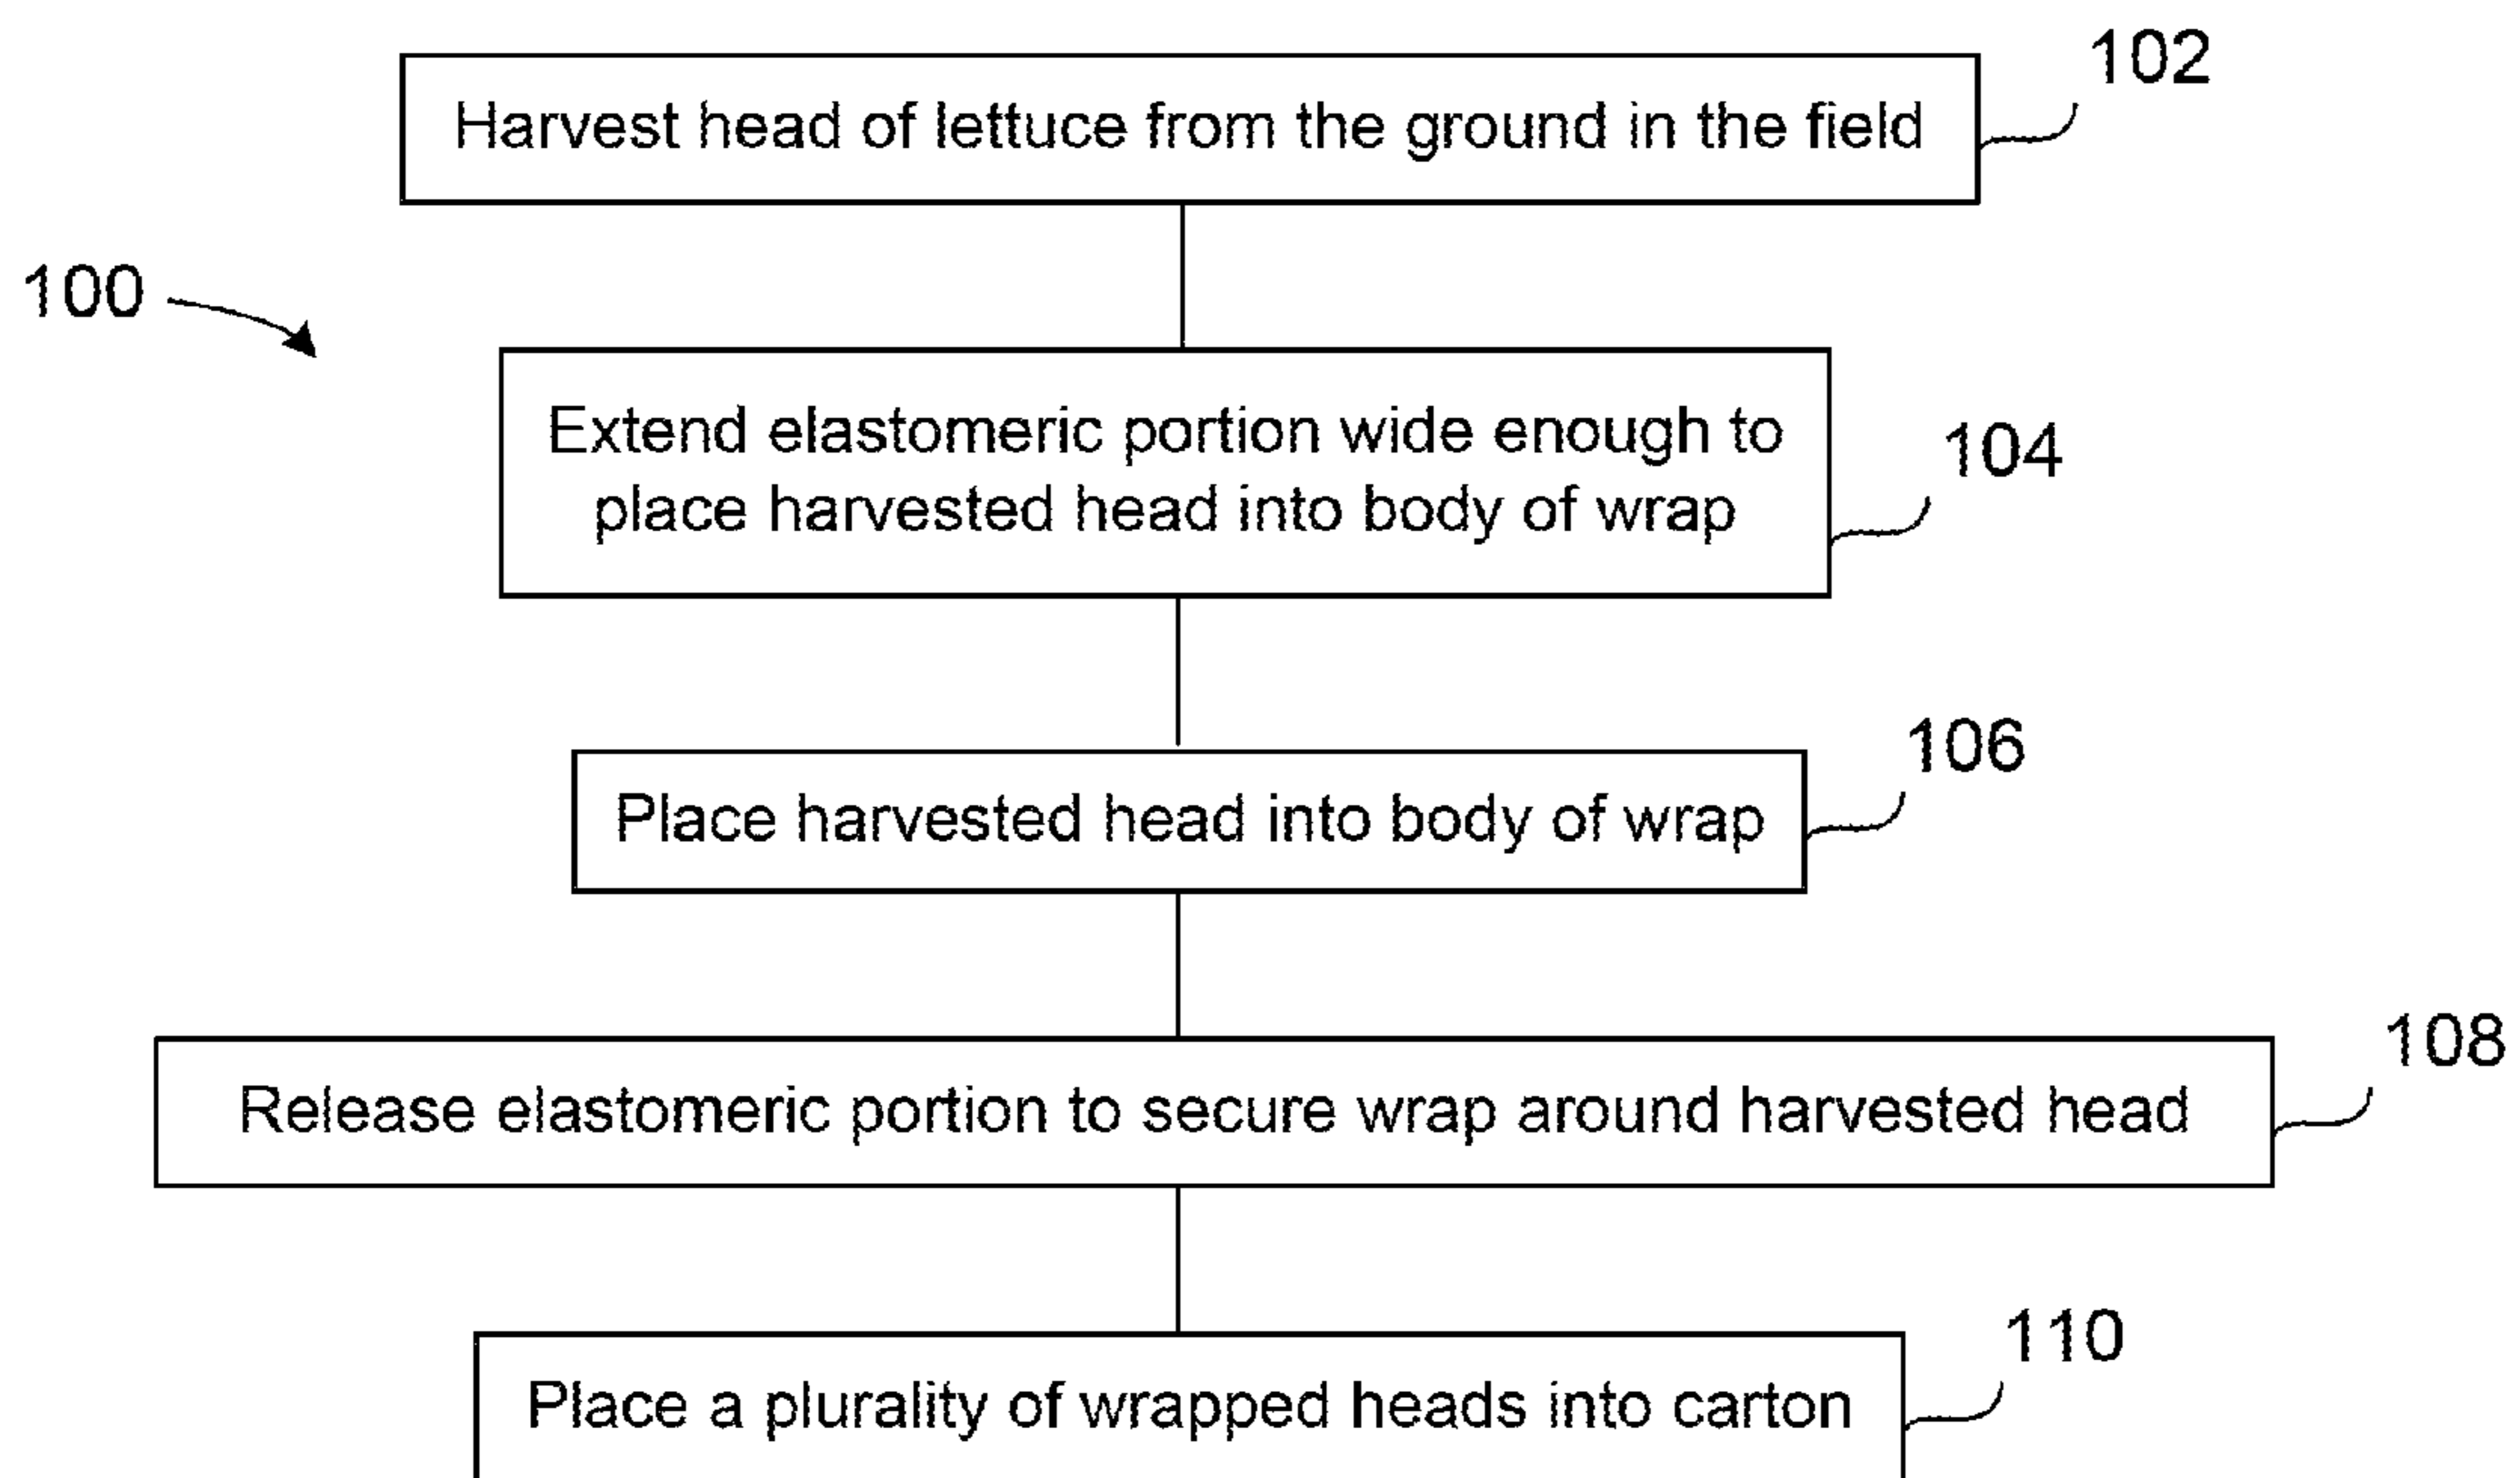 102
Harvest head of lettuce from the ground in the field
100
Extend elastomeric portion wide enough to
place harvested head into body of wrap
104
106
Place harvested head into body of wrap
108
Release elastomeric portion to secure wrap around harvested head
110
Place a plurality of wrapped heads into carton